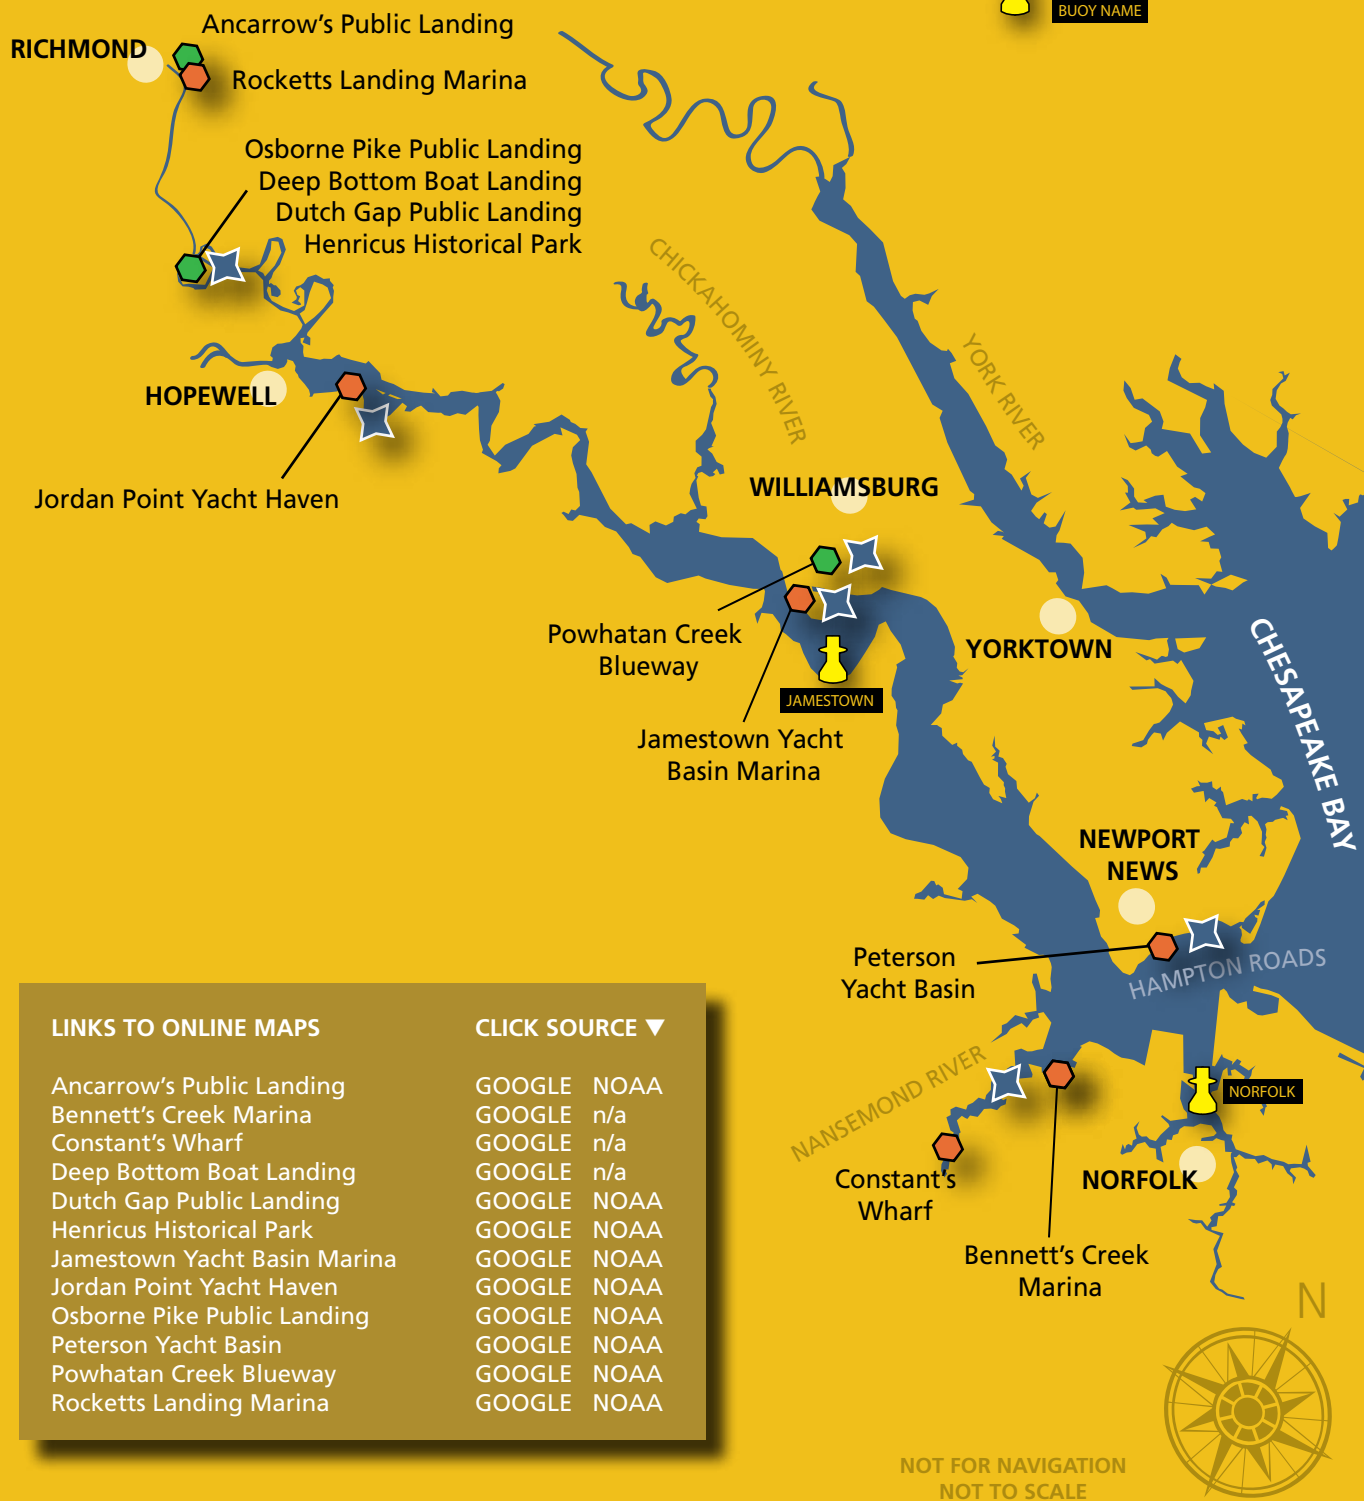 BUOY NAME
Ancarrow's Public Landing
RICHMOND
Rocketts Landing Marina
Osborne Pike Public Landing
Deep Bottom Boat Landing
Dutch Gap Public Landing
Henricus Historical Park
CHICKAHOMINY RIVER
YORK RIVER
HOPEWELL
Jordan Point Yacht Haven
WILLIAMSBURG
Powhatan Creek
Blueway
YORKTOWN
CHESAPEAKE BAY
JAMESTOWN
Jamestown Yacht
Basin Marina
NEWPORT
NEWS
Peterson
Yacht Basin
HAMPTON ROADS
NANSEMOND RIVER
NORFOLK
Constant's
Wharf
NORFOLK
Bennett's Creek
Marina
LINKS TO ONLINE MAPS CLICK SOURCE ▼
Ancarrow's Public Landing GOOGLE NOAA
Bennett's Creek Marina GOOGLE n/a
Constant's Wharf GOOGLE n/a
Deep Bottom Boat Landing GOOGLE n/a
Dutch Gap Public Landing GOOGLE NOAA
Henricus Historical Park GOOGLE NOAA
Jamestown Yacht Basin Marina GOOGLE NOAA
Jordan Point Yacht Haven GOOGLE NOAA
Osborne Pike Public Landing GOOGLE NOAA
Peterson Yacht Basin GOOGLE NOAA
Powhatan Creek Blueway GOOGLE NOAA
Rocketts Landing Marina GOOGLE NOAA
N
NOT FOR NAVIGATION
NOT TO SCALE